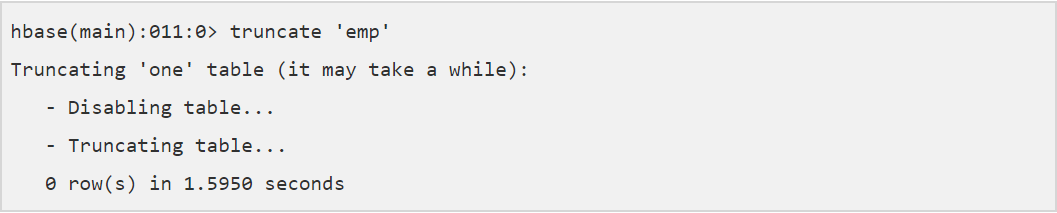 hbase(main):011:0> truncate 'emp'
Truncating 'one' table (it may take a while):
- Disabling table...
- Truncating table...
0 row(s) in 1.5950 seconds